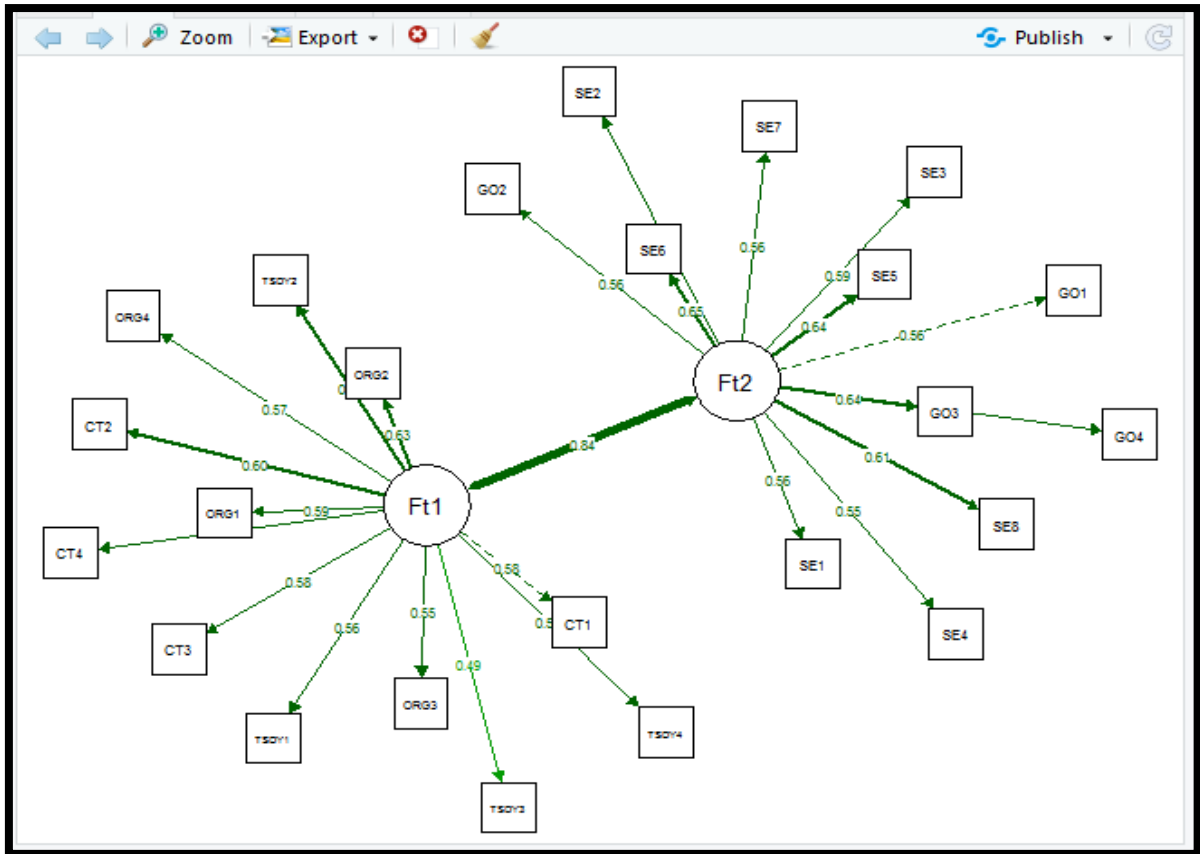 Zoom Export Publish
SE2
SE7
SE3
GO2
SE6
0.56
SE5
TSDY2
0.56
0.59
GO1
ORG4
0.65
0.64
0.56
ORG2
Ft2
0.57
0.64
GO3
CT2
0.63
GO4
0.84
0.61
0.60
0.56
Ft1
ORG1
0.59
0.55
SE8
CT4
SE1
0.58
0.58
CT1
0.56
0.55
SE4
CT3
0.49
ORG3
TSDY1
TSDY4
TSDY3